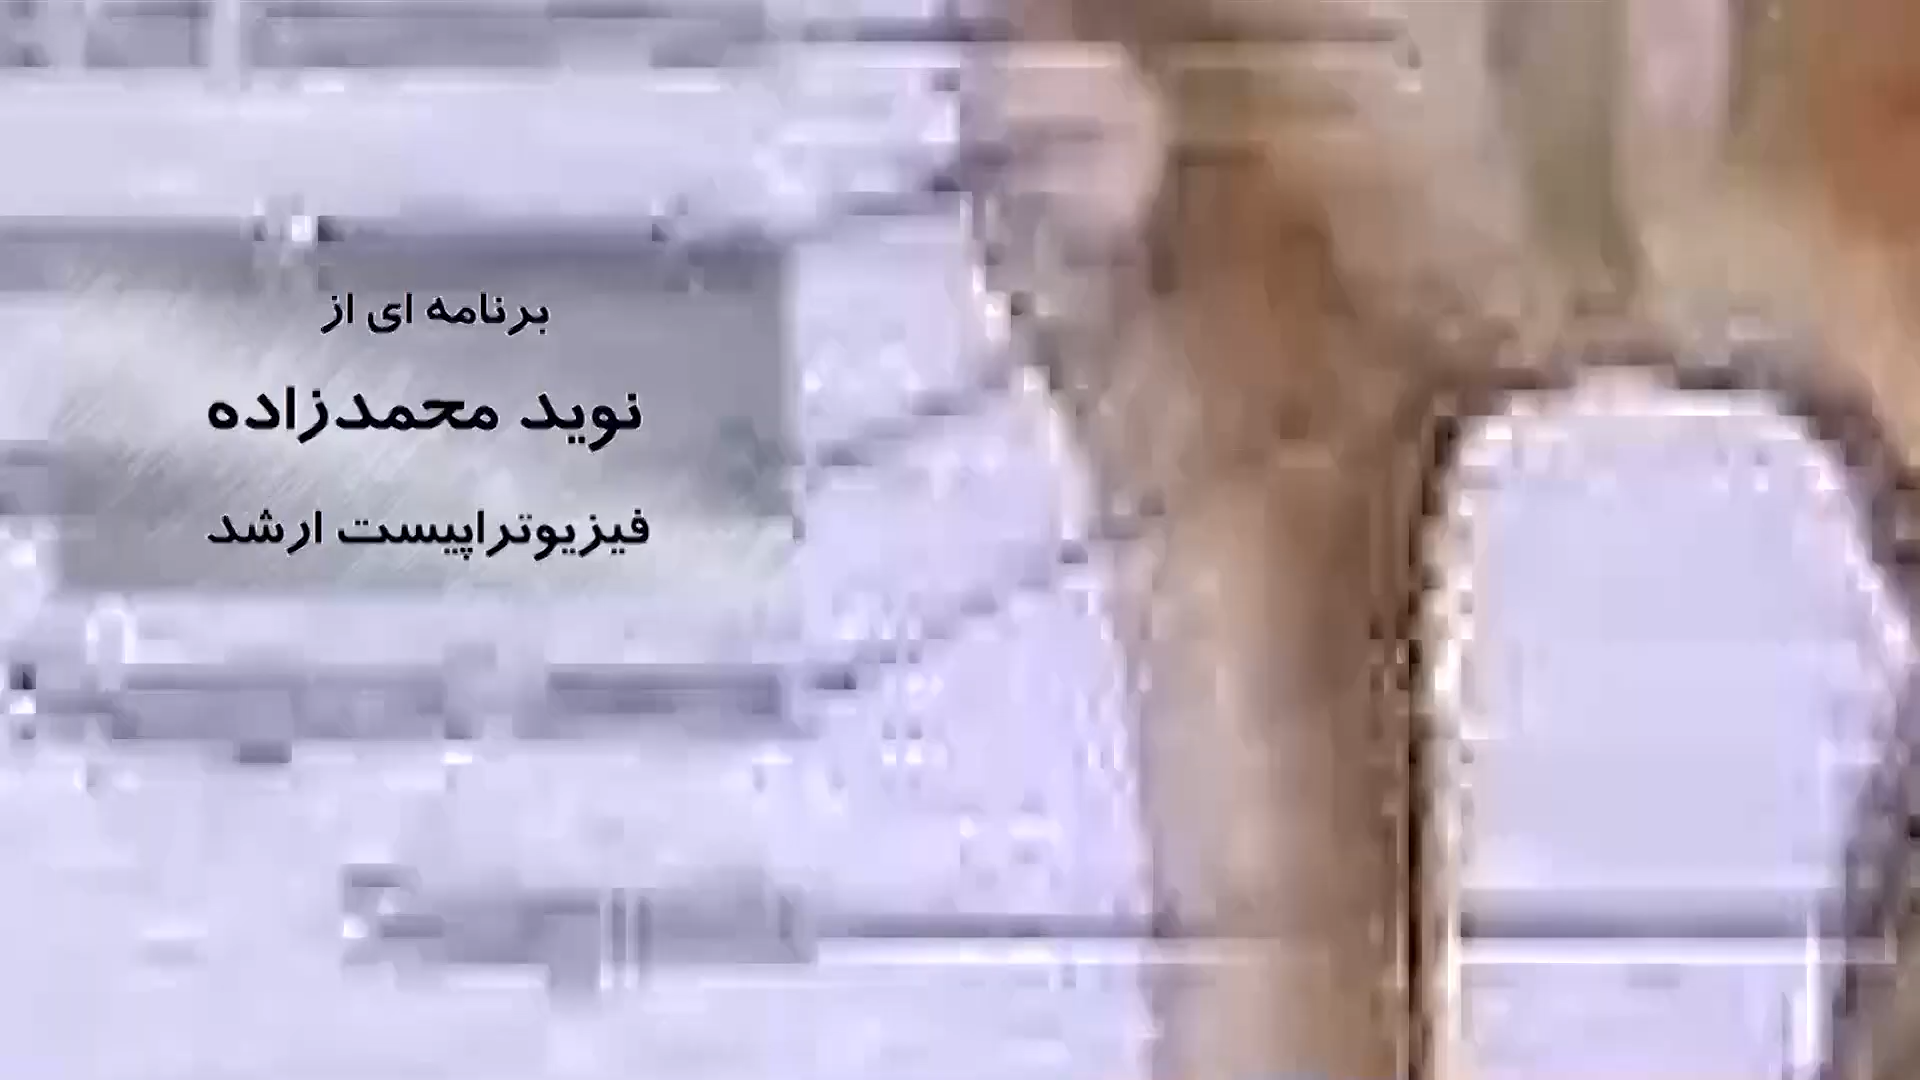 برنامه ای از
نوید محمدزاده
فیزیوتراپیست ارشد